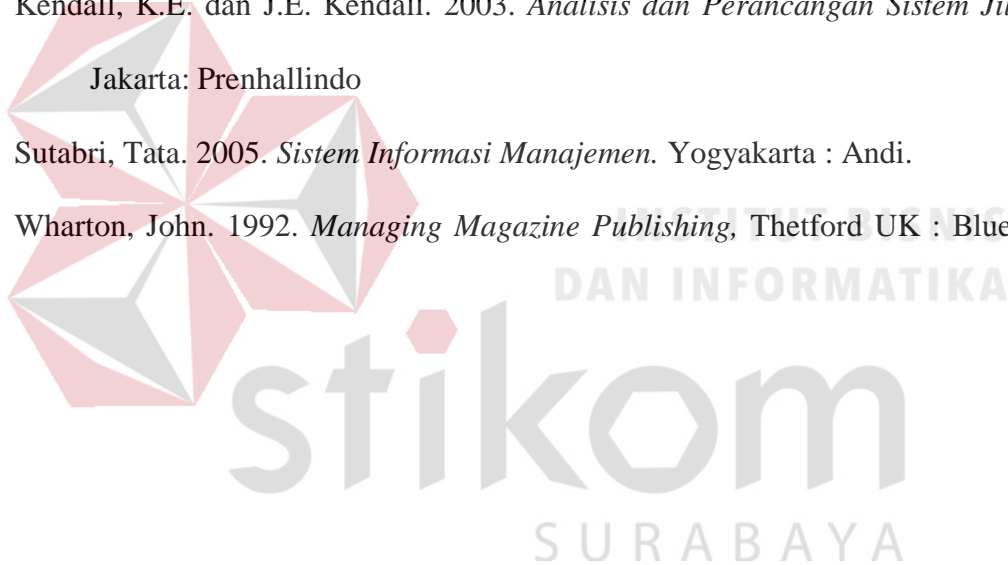 Kendall, K.E. dan J.E. Kendall. 2003. Analisis dan Perancangan Sistem
Jakarta: Prenhallindo
Sutabri, Tata. 2005. Sistem Informasi Manajemen. Yogyakarta : Andi.
Wharton, John. 1992. Managing Magazine Publishing, Thetford UK : Blue
INSTITUT BISNIS
DAN INFORMATIKA
stikom
SURABAYA